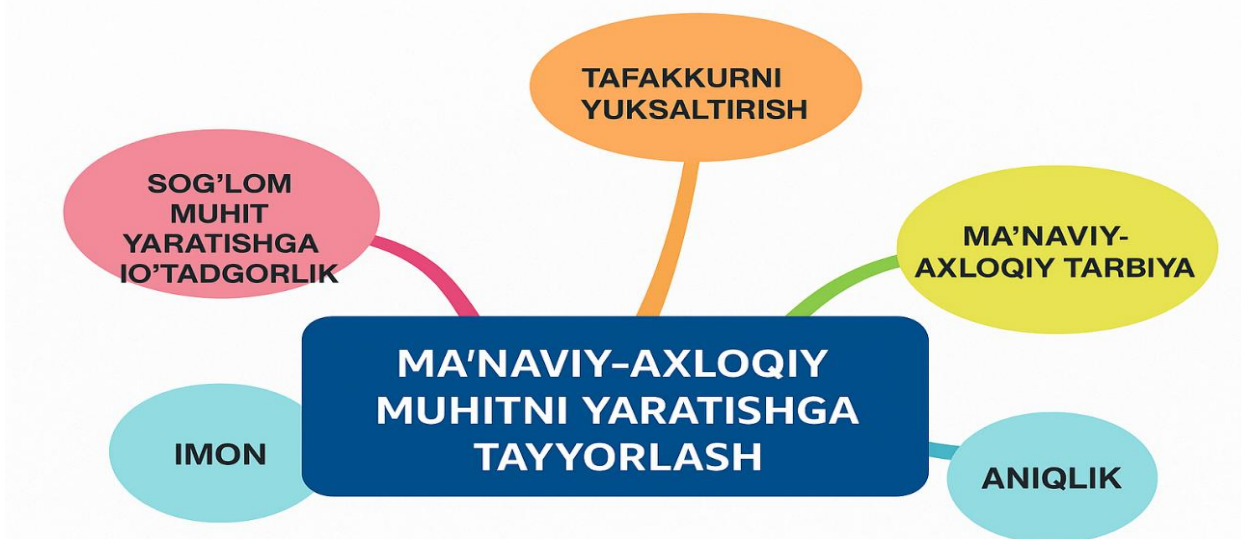 TAFAKKURNI
YUKSALTIRISH
SOG'LOM
MUHIT
YARATISHGA
IO'TADGORLIK
MA'NAVIY-
AXLOQIY TARBIYA
MA'NAVIY-AXLOQIY
MUHITNI YARATISHGA
TAYYORLASH
IMON
ANIQLIK